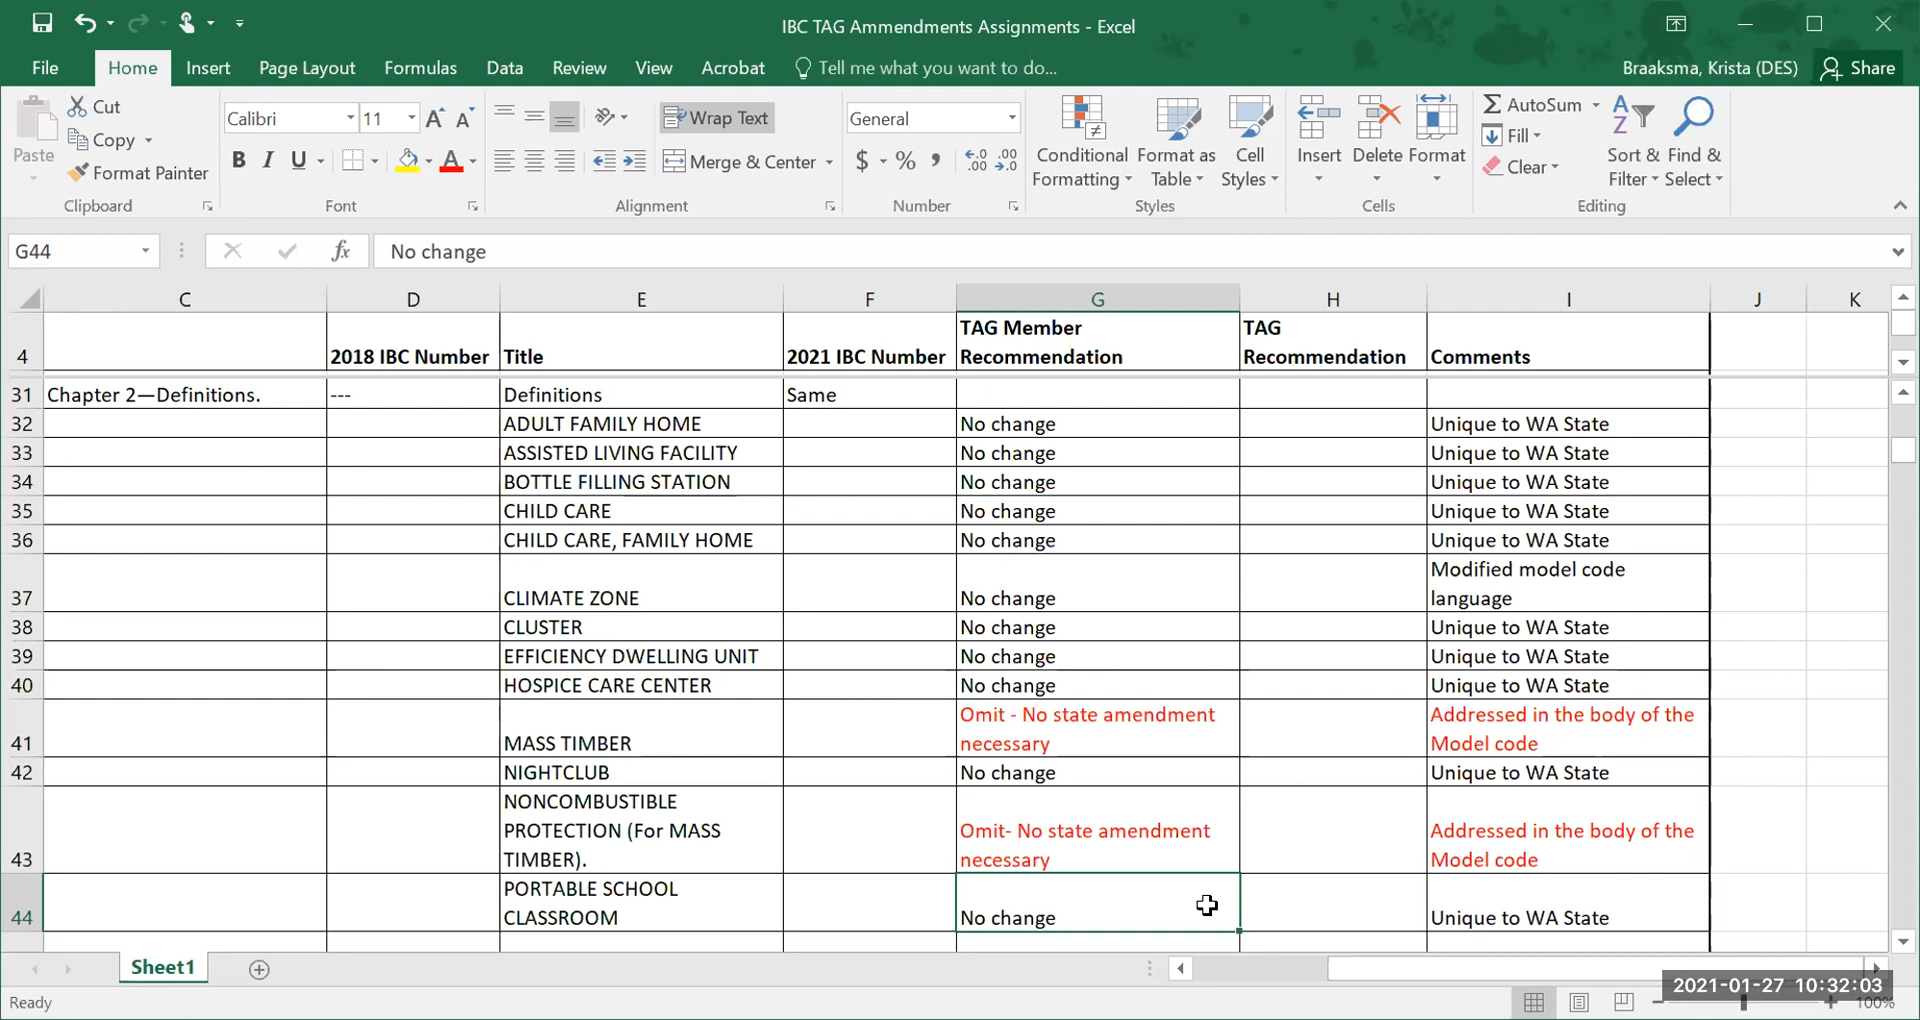 IBC TAG Ammendments Assignments - Excel
File Home Insert Page Layout Formulas Data Review View Acrobat Tell me what you want to do... Braaksma, Krista (DES) Share
Paste
Cut
Copy
Format Painter
Clipboard
Calibri 11
B I U
Font
Wrap Text
Merge & Center
Alignment
General
$ % ,
Number
Conditional Formatting
Format as Table
Cell Styles
Styles
Insert Delete Format
Cells
AutoSum
Fill
Clear
Sort & Filter
Find & Select
Editing
G44 fx No change
C D E F G H I J K
4 2018 IBC Number Title 2021 IBC Number TAG Member Recommendation TAG Recommendation Comments
31 Chapter 2—Definitions. --- Definitions Same
32 ADULT FAMILY HOME No change Unique to WA State
33 ASSISTED LIVING FACILITY No change Unique to WA State
34 BOTTLE FILLING STATION No change Unique to WA State
35 CHILD CARE No change Unique to WA State
36 CHILD CARE, FAMILY HOME No change Unique to WA State
37 CLIMATE ZONE No change Modified model code language
38 CLUSTER No change Unique to WA State
39 EFFICIENCY DWELLING UNIT No change Unique to WA State
40 HOSPICE CARE CENTER No change Unique to WA State
41 MASS TIMBER Omit - No state amendment necessary Addressed in the body of the Model code
42 NIGHTCLUB No change Unique to WA State
43 NONCOMBUSTIBLE PROTECTION (For MASS TIMBER). Omit- No state amendment necessary Addressed in the body of the Model code
44 PORTABLE SCHOOL CLASSROOM No change Unique to WA State
Sheet1
2021-01-27 10:32:03
Ready 100%